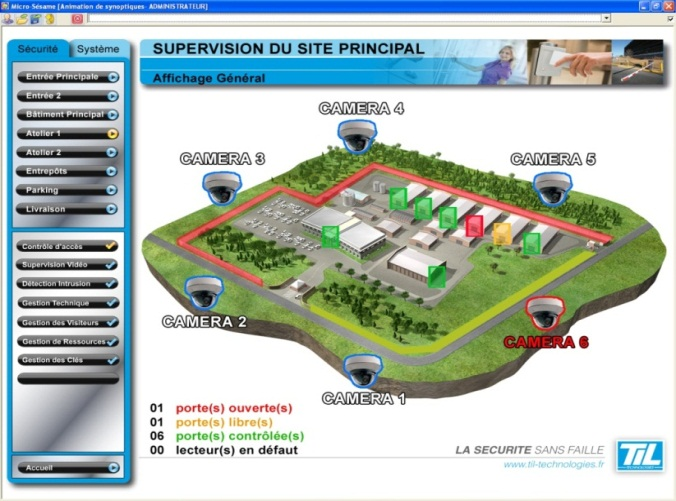 Micro-Sésame [Animation de synoptiques- ADMINISTRATEUR]
Sécurité Système
SUPERVISION DU SITE PRINCIPAL
Affichage Général
Entrée Principale
Entrée 2
Bâtiment Principal
Atelier 1
Atelier 2
Entrepôts
Parking
Livraison
Contrôle d'accès
Supervision Vidéo
Détection Intrusion
Gestion Technique
Gestion des Visiteurs
Gestion de Ressources
Gestion des Clés
Accueil
CAMERA 4
CAMERA 3
CAMERA 5
CAMERA 2
CAMERA 6
CAMERA 1
01 porte(s) ouverte(s)
01 porte(s) libre(s)
06 porte(s) contrôlée(s)
00 lecteur(s) en défaut
LA SECURITE SANS FAILLE
www.til-technologies.fr
TIL